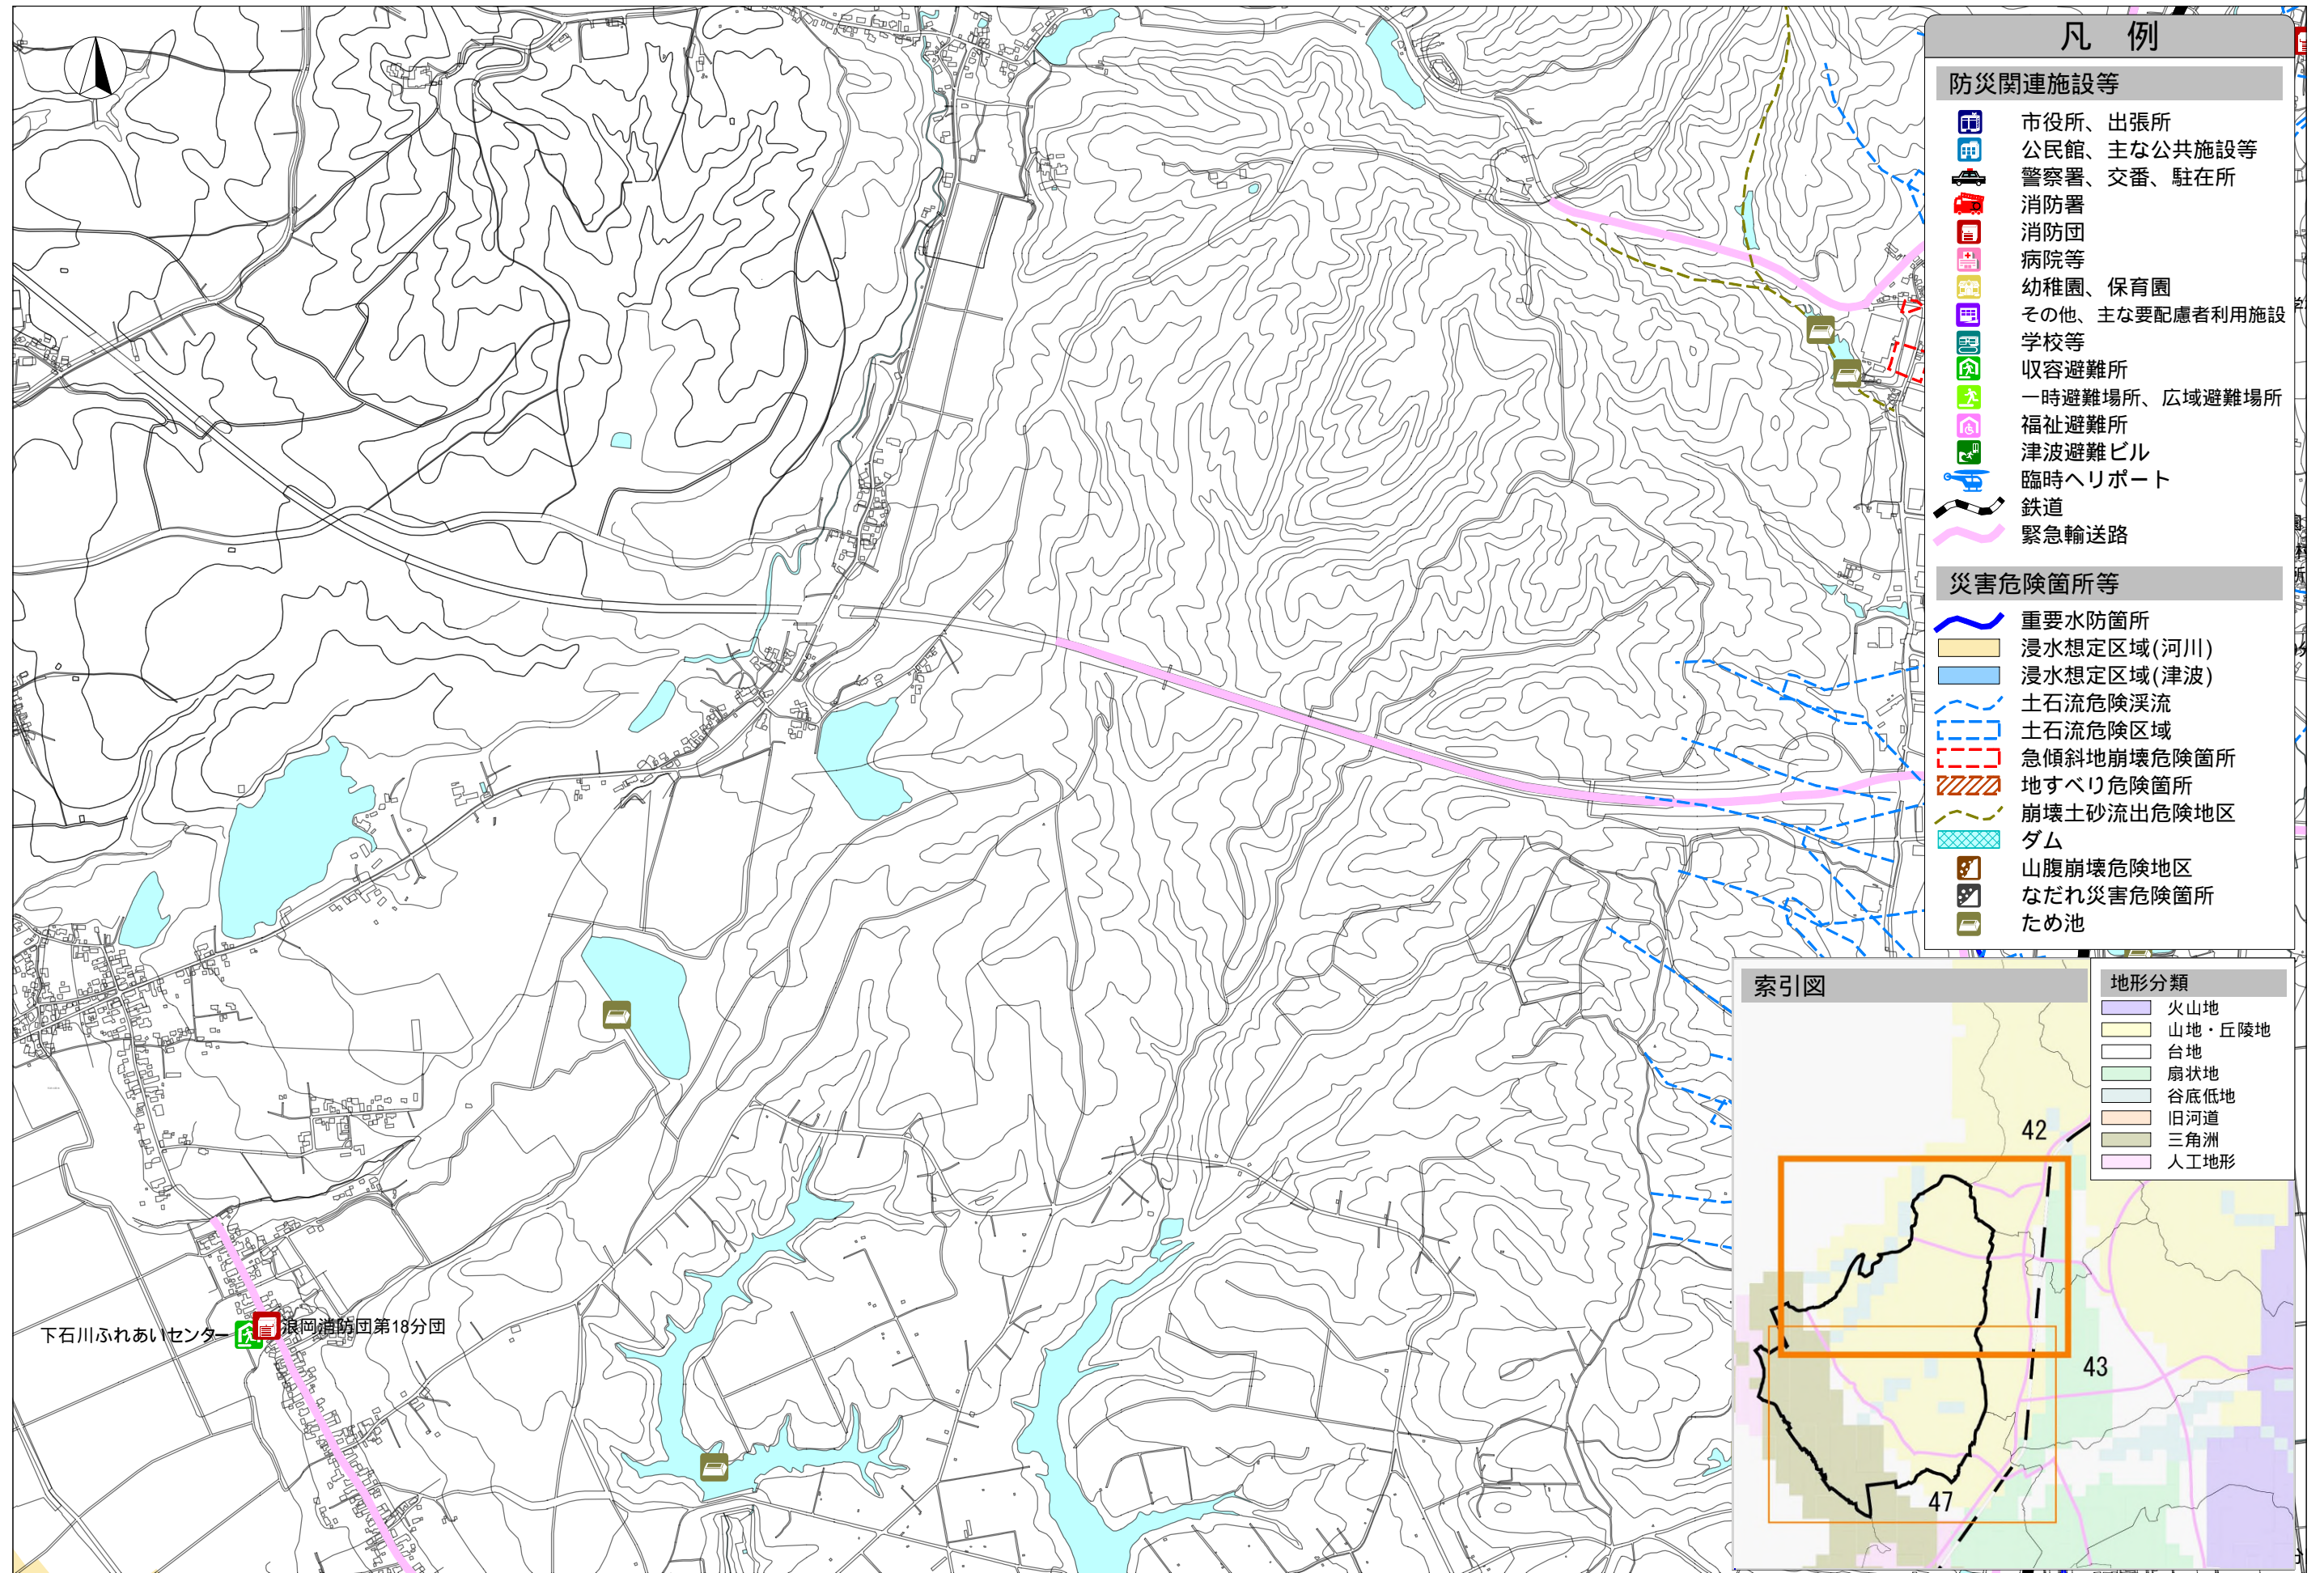 凡 例
防災関連施設等
市役所、出張所
公民館、主な公共施設等
警察署、交番、駐在所
消防署
消防団
病院等
幼稚園、保育園
その他、主な要配慮者利用施設
学校等
収容避難所
一時避難場所、広域避難場所
福祉避難所
津波避難ビル
臨時ヘリポート
鉄道
緊急輸送路
災害危険箇所等
重要水防箇所
浸水想定区域(河川)
浸水想定区域(津波)
土石流危険渓流
土石流危険区域
急傾斜地崩壊危険箇所
地すべり危険箇所
崩壊土砂流出危険地区
ダム
山腹崩壊危険地区
なだれ災害危険箇所
ため池
索引図
地形分類
火山地
山地・丘陵地
台地
扇状地
谷底低地
旧河道
三角洲
人工地形
42
43
47
下石川ふれあいセンター
浪岡消防団第18分団